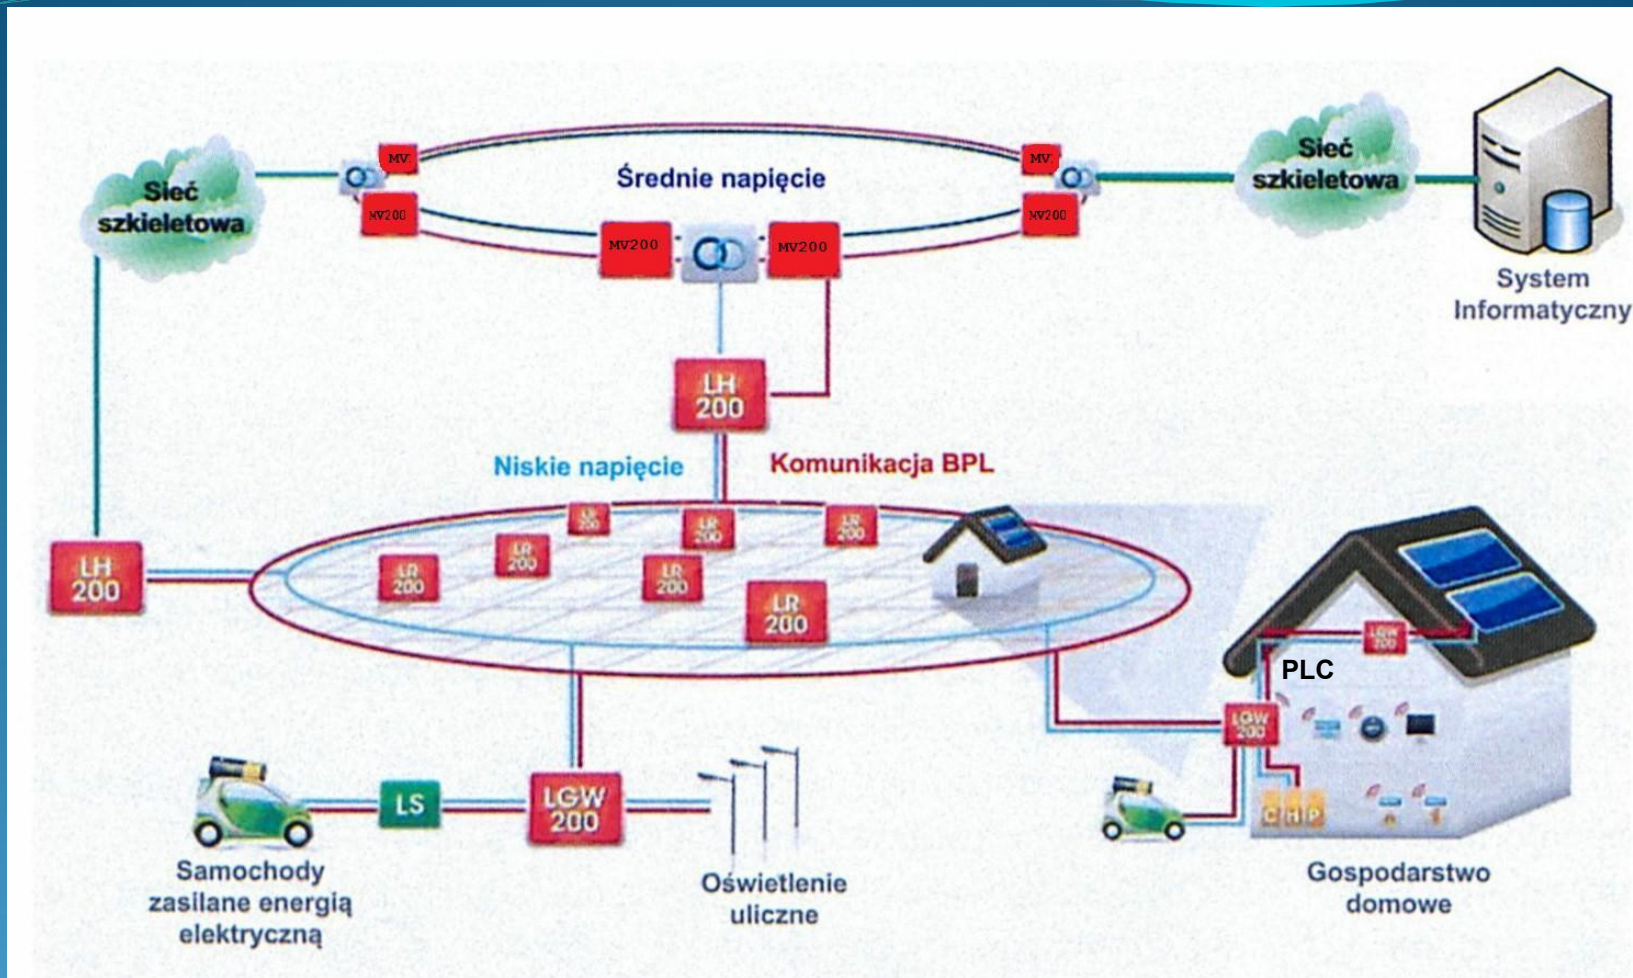 Sieć
szkieletowa
MV
MV200
Średnie napięcie
MV200
MV200
MV
MV200
Sieć
szkieletowa
System
Informatyczny
LH
200
Niskie napięcie
Komunikacja BPL
LH
200
LR
200
LR
200
LR
200
LR
200
LR
200
LR
200
LR
200
LGW
200
PLC
LGW
200
CHP
LS
LGW
200
Samochody
zasilane energią
elektryczną
Oświetlenie
uliczne
Gospodarstwo
domowe